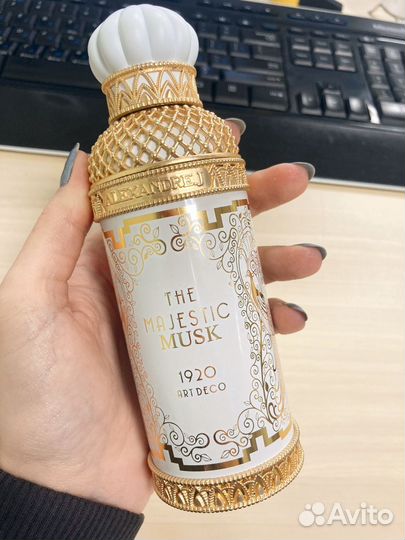 ALEXANDRE.J
THE
MAJESTIC
MUSK
1920
ART DECO
Avito